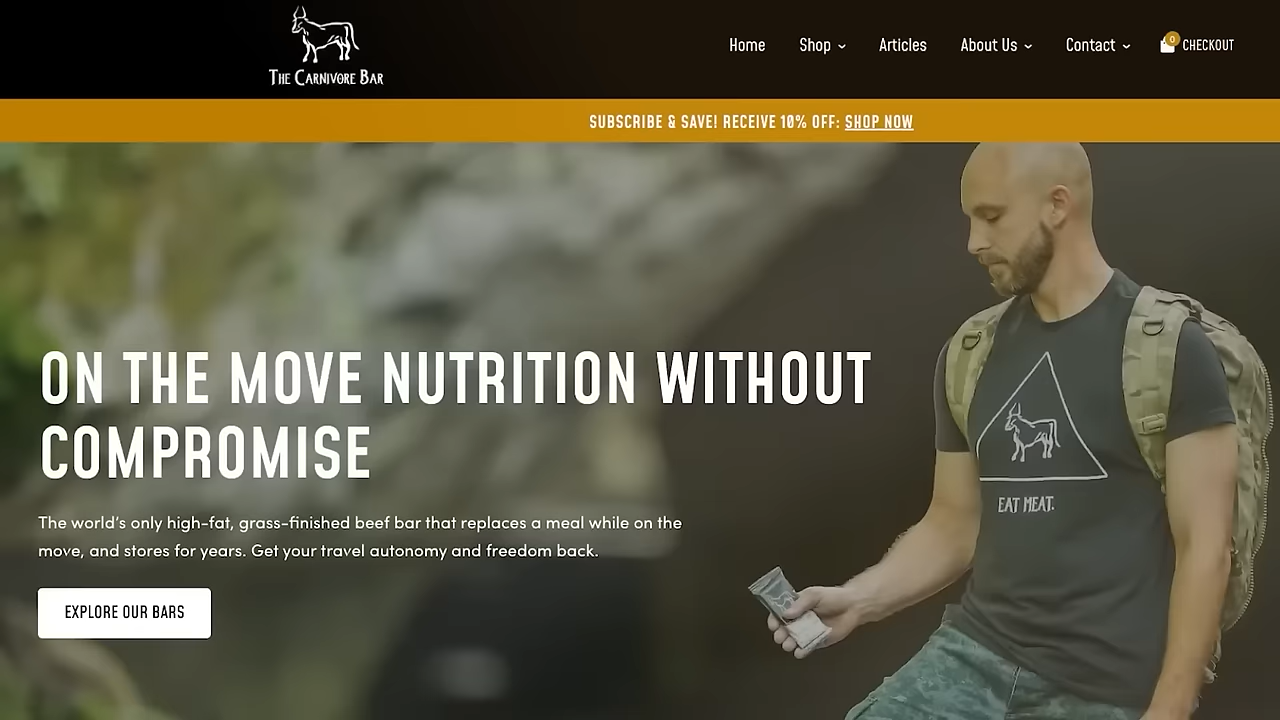 THE CARNIVORE BAR
Home
Shop
Articles
About Us
Contact
0
CHECKOUT
SUBSCRIBE & SAVE! RECEIVE 10% OFF: SHOP NOW
ON THE MOVE NUTRITION WITHOUT
COMPROMISE
The world's only high-fat, grass-finished beef bar that replaces a meal while on the
move, and stores for years. Get your travel autonomy and freedom back.
EXPLORE OUR BARS
EAT MEAT.